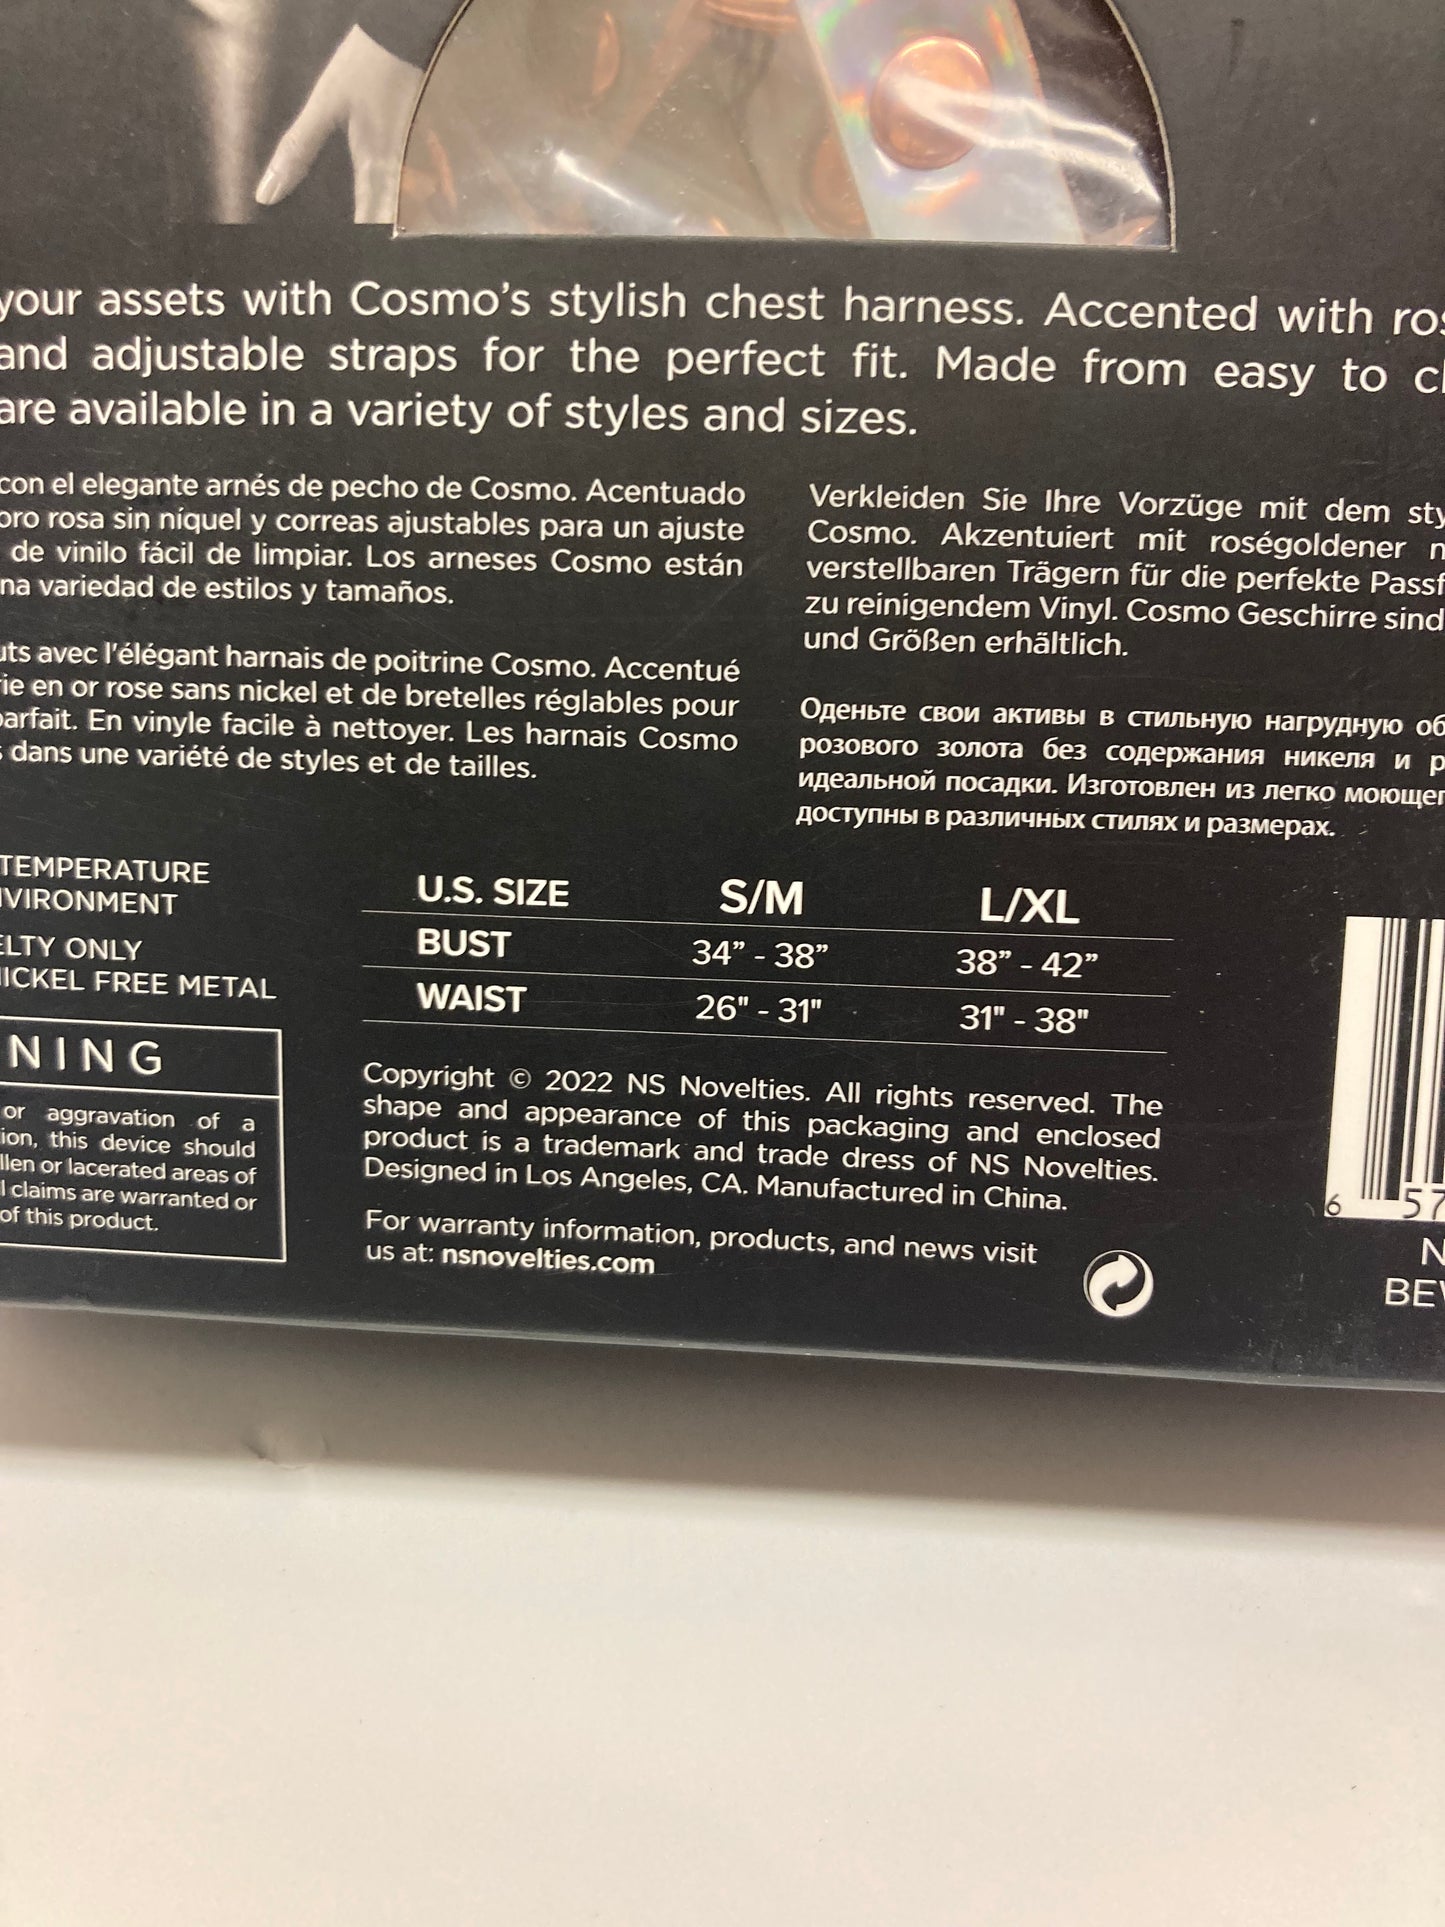 your assets with Cosmo's stylish chest harness. Accented with
and adjustable straps for the perfect fit. Made from easy to
are available in a variety of styles and sizes.
con el elegante arnés de pecho de Cosmo. Acentuado
oro rosa sin níquel y correas ajustables para un ajuste
de vinilo fácil de limpiar. Los arneses Cosmo están
na variedad de estilos y tamaños.
uts avec l'élégant harnais de poitrine Cosmo. Accentué
rie en or rose sans nickel et de bretelles réglables pour
parfait. En vinyle facile à nettoyer. Les harnais Cosmo
dans une variété de styles et de tailles.
Verkleiden Sie Ihre Vorzüge mit dem sty
Cosmo. Akzentuiert mit roségoldener n
verstellbaren Trägern für die perfekte Passf
zu reinigendem Vinyl. Cosmo Geschirre sind
und Größen erhältlich.
Оденьте свои активы в стильную нагрудную об
розового золота без содержания никеля и р
идеальной посадки. Изготовлен из легко моющег
доступны в различных стилях и размерах.
TEMPERATURE
VIRONMENT
ELTY ONLY
NICKEL FREE METAL
NING
or aggravation of a
ion, this device should
llen or lacerated areas of
l claims are warranted or
of this product.
U.S. SIZE S/M L/XL
BUST 34” - 38” 38” - 42”
WAIST 26" - 31" 31" - 38"
Copyright © 2022 NS Novelties. All rights reserved. The
shape and appearance of this packaging and enclosed
product is a trademark and trade dress of NS Novelties.
Designed in Los Angeles, CA. Manufactured in China.
For warranty information, products, and news visit
us at: nsnovelties.com
6 57
N
BEW